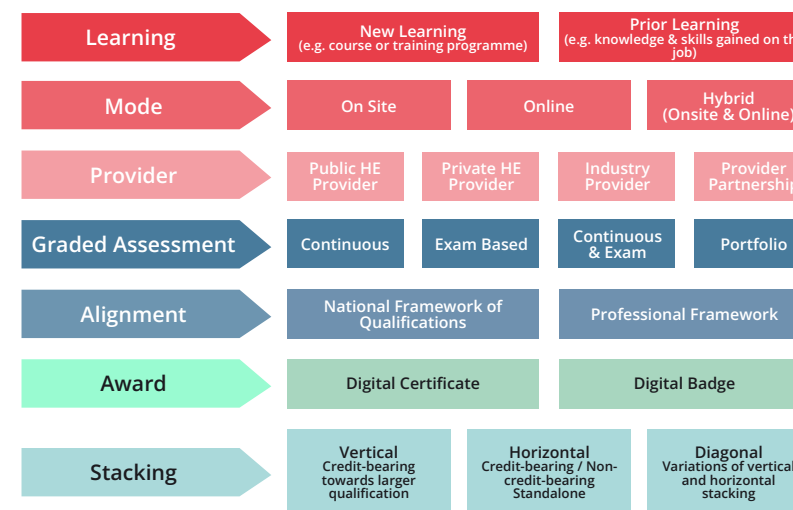 Learning
New Learning
(e.g. course or training programme)
Prior Learning
(e.g. knowledge & skills gained on th
job)
Mode
On Site
Online
Hybrid
(Onsite & Online)
Provider
Public HE
Provider
Private HE
Provider
Industry
Provider
Provider
Partnership
Graded Assessment
Continuous
Exam Based
Continuous
& Exam
Portfolio
Alignment
National Framework of
Qualifications
Professional Framework
Award
Digital Certificate
Digital Badge
Stacking
Vertical
Credit-bearing
towards larger
qualification
Horizontal
Credit-bearing / Non-
credit-bearing
Standalone
Diagonal
Variations of vertical
and horizontal
stacking